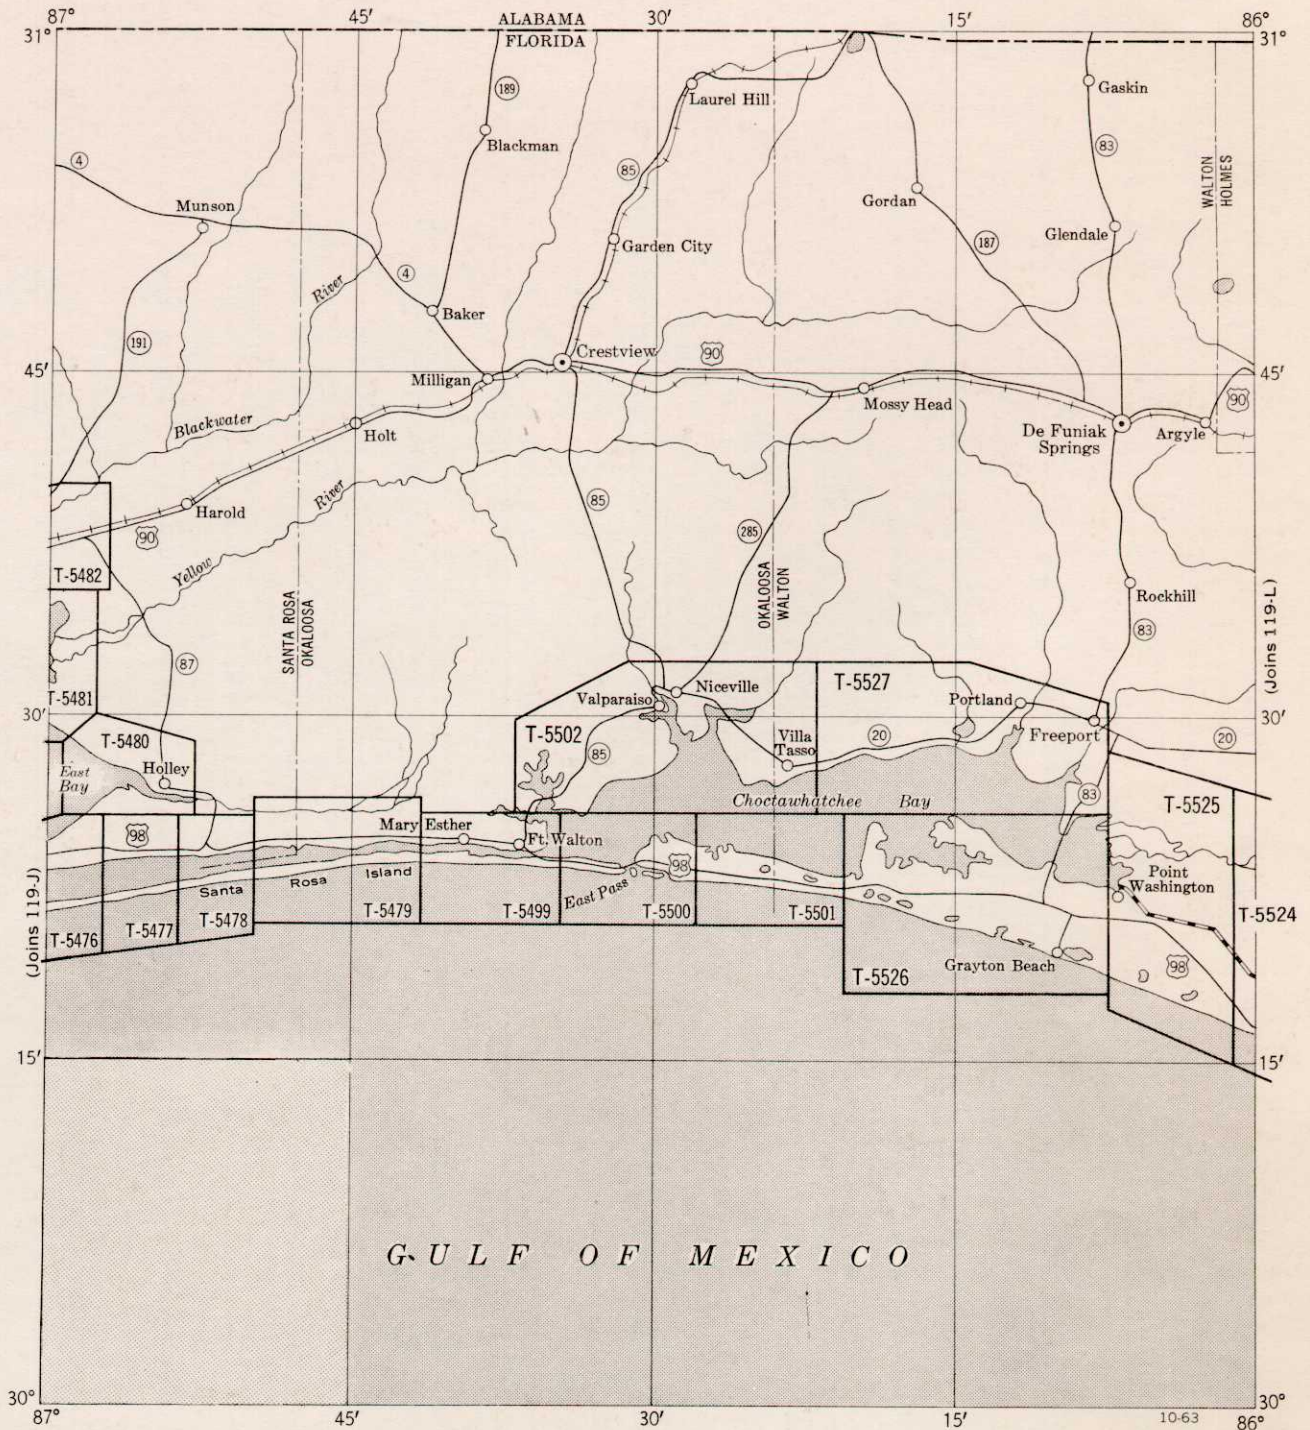 87° 45′ ALABAMA 30′ 15′ 86°
31° FLORIDA 31°
189
Laurel Hill
Gaskin
Blackman
4
85
83
WALTON
HOLMES
Munson
Gordan
Garden City
187
Glendale
4
River
Baker
191
Crestview
90
45′ 45′
Milligan
Mossy Head
90
Blackwater
Holt
De Funiak
Springs
Argyle
River
85
Harold
90
285
T-5482
Yellow
OKALOOSA
WALTON
Rockhill
SANTA ROSA
OKALOOSA
83
(Joins 119-L)
87
T-5481
Niceville
T-5527
Valparaiso
Portland
30′ 30′
T-5480
T-5502
Villa
Tasso
20
Freeport
20
85
East
Bay
Holley
83
Choctawhatchee Bay
T-5525
98
Mary Esther
Ft. Walton
98
Point
Washington
Santa Rosa Island
East Pass
(Joins 119-J)
T-5476
T-5477
T-5478
T-5479
T-5499
T-5500
T-5501
T-5524
Grayton Beach
98
T-5526
15′ 15′
GULF OF MEXICO
30° 30°
87° 45′ 30′ 15′ 10-63 86°